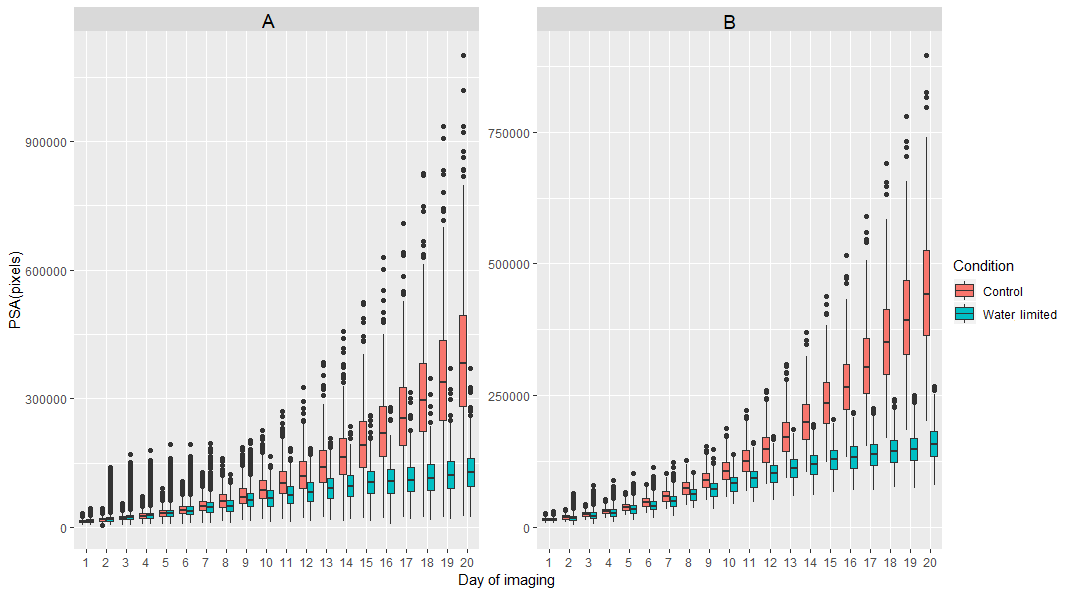 A
B
PSA(pixels)
900000
600000
300000
0
750000
500000
250000
0
1 2 3 4 5 6 7 8 9 10 11 12 13 14 15 16 17 18 19 20
1 2 3 4 5 6 7 8 9 10 11 12 13 14 15 16 17 18 19 20
Day of imaging
Condition
Control
Water limited